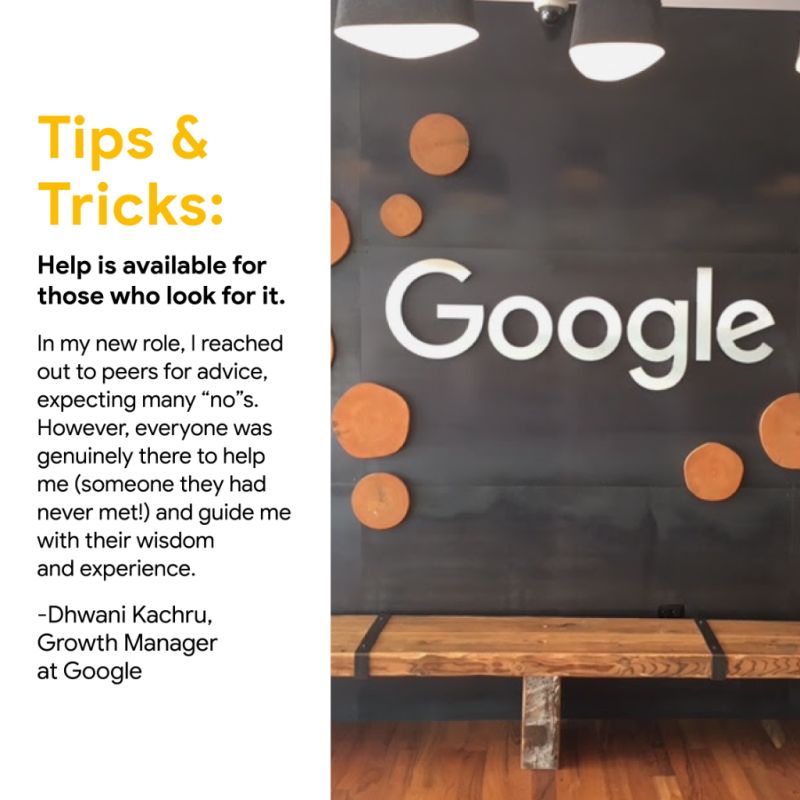 Tips &
Tricks:
Help is available for
those who look for it.
In my new role, I reached
out to peers for advice,
expecting many “no”s.
However, everyone was
genuinely there to help
me (someone they had
never met!) and guide me
with their wisdom
and experience.
-Dhwani Kachru,
Growth Manager
at Google
Google